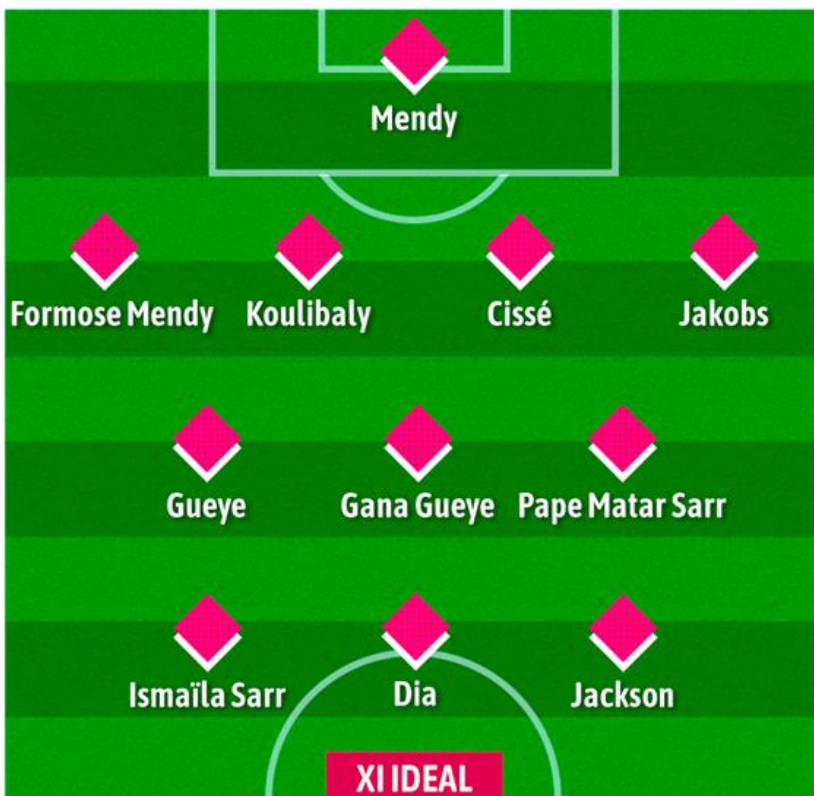 Mendy
Formose Mendy Koulibaly Cissé Jakobs
Gueye Gana Gueye Pape Matar Sarr
Ismaïla Sarr Dia Jackson
XI IDEAL